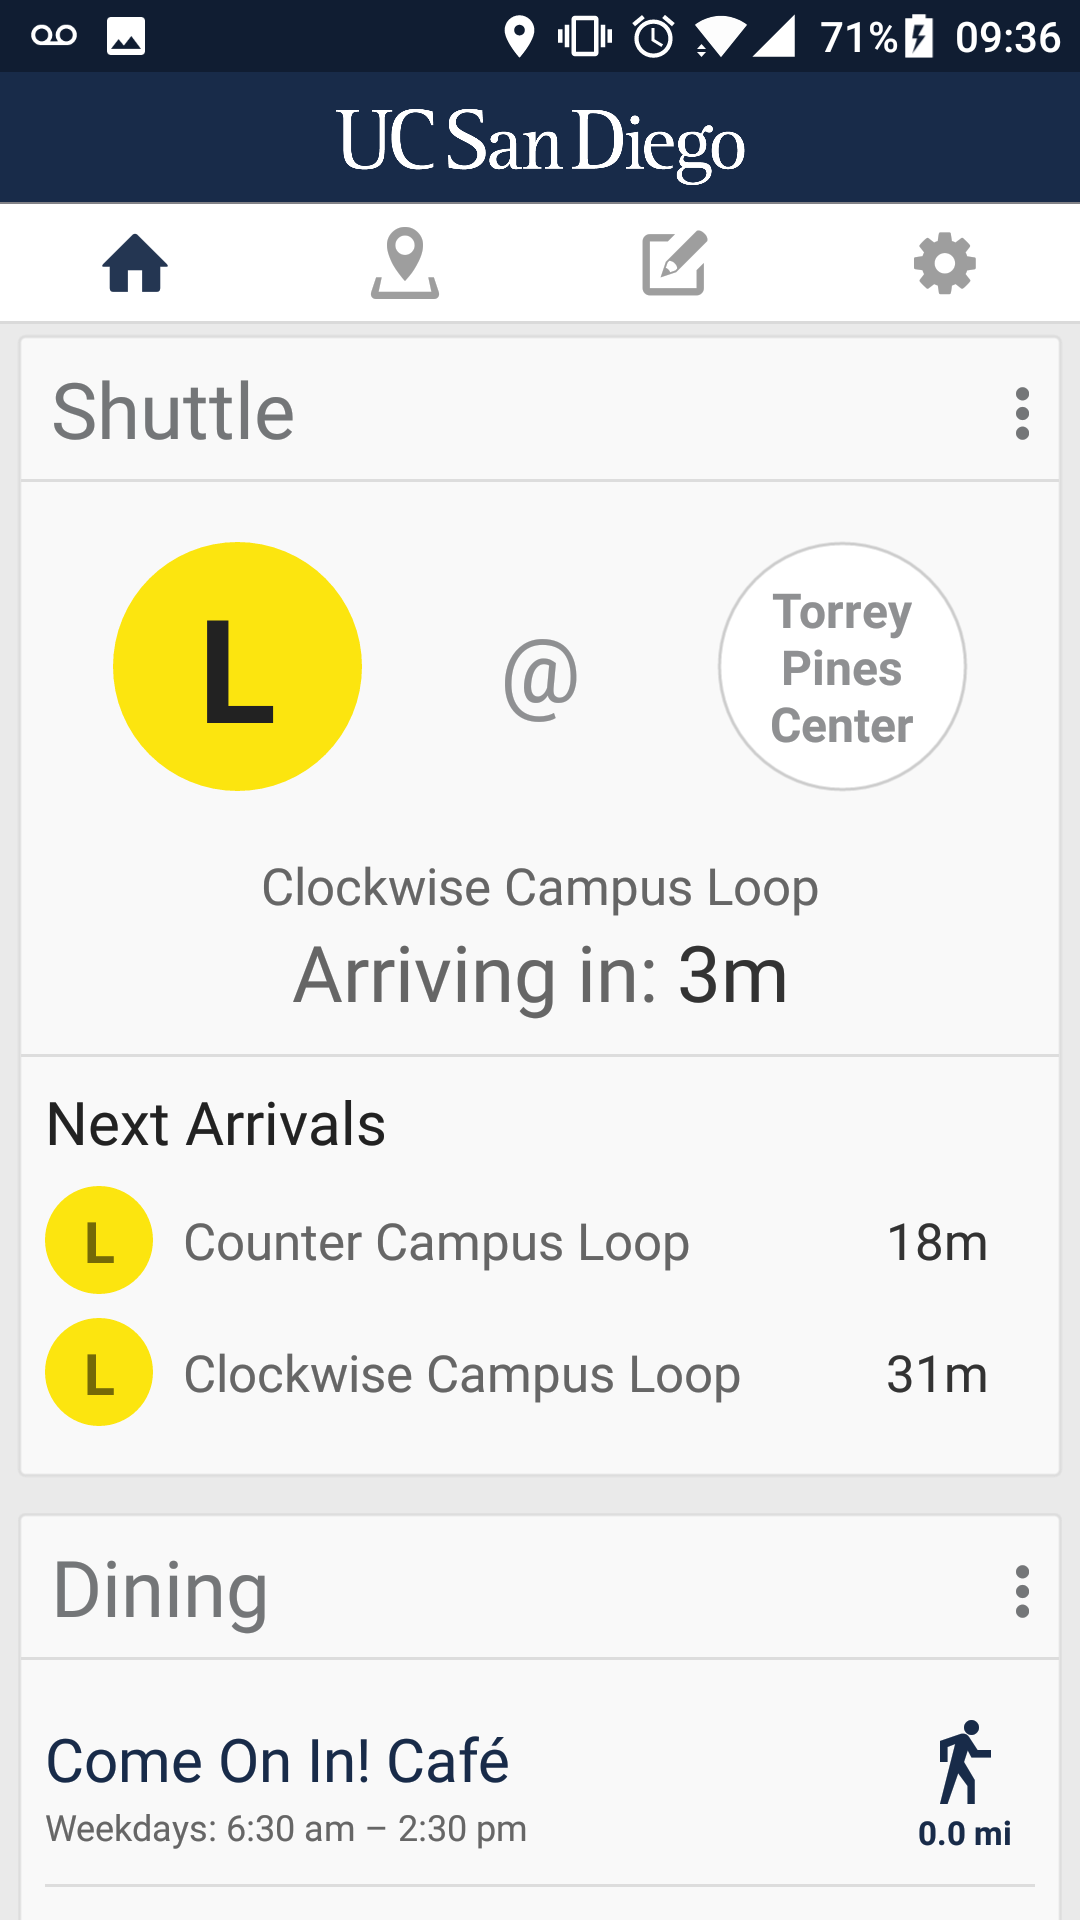 71% 09:36
UC San Diego
Shuttle
L
@
Torrey
Pines
Center
Clockwise Campus Loop
Arriving in: 3m
Next Arrivals
L Counter Campus Loop 18m
L Clockwise Campus Loop 31m
Dining
Come On In! Café
Weekdays: 6:30 am – 2:30 pm
0.0 mi